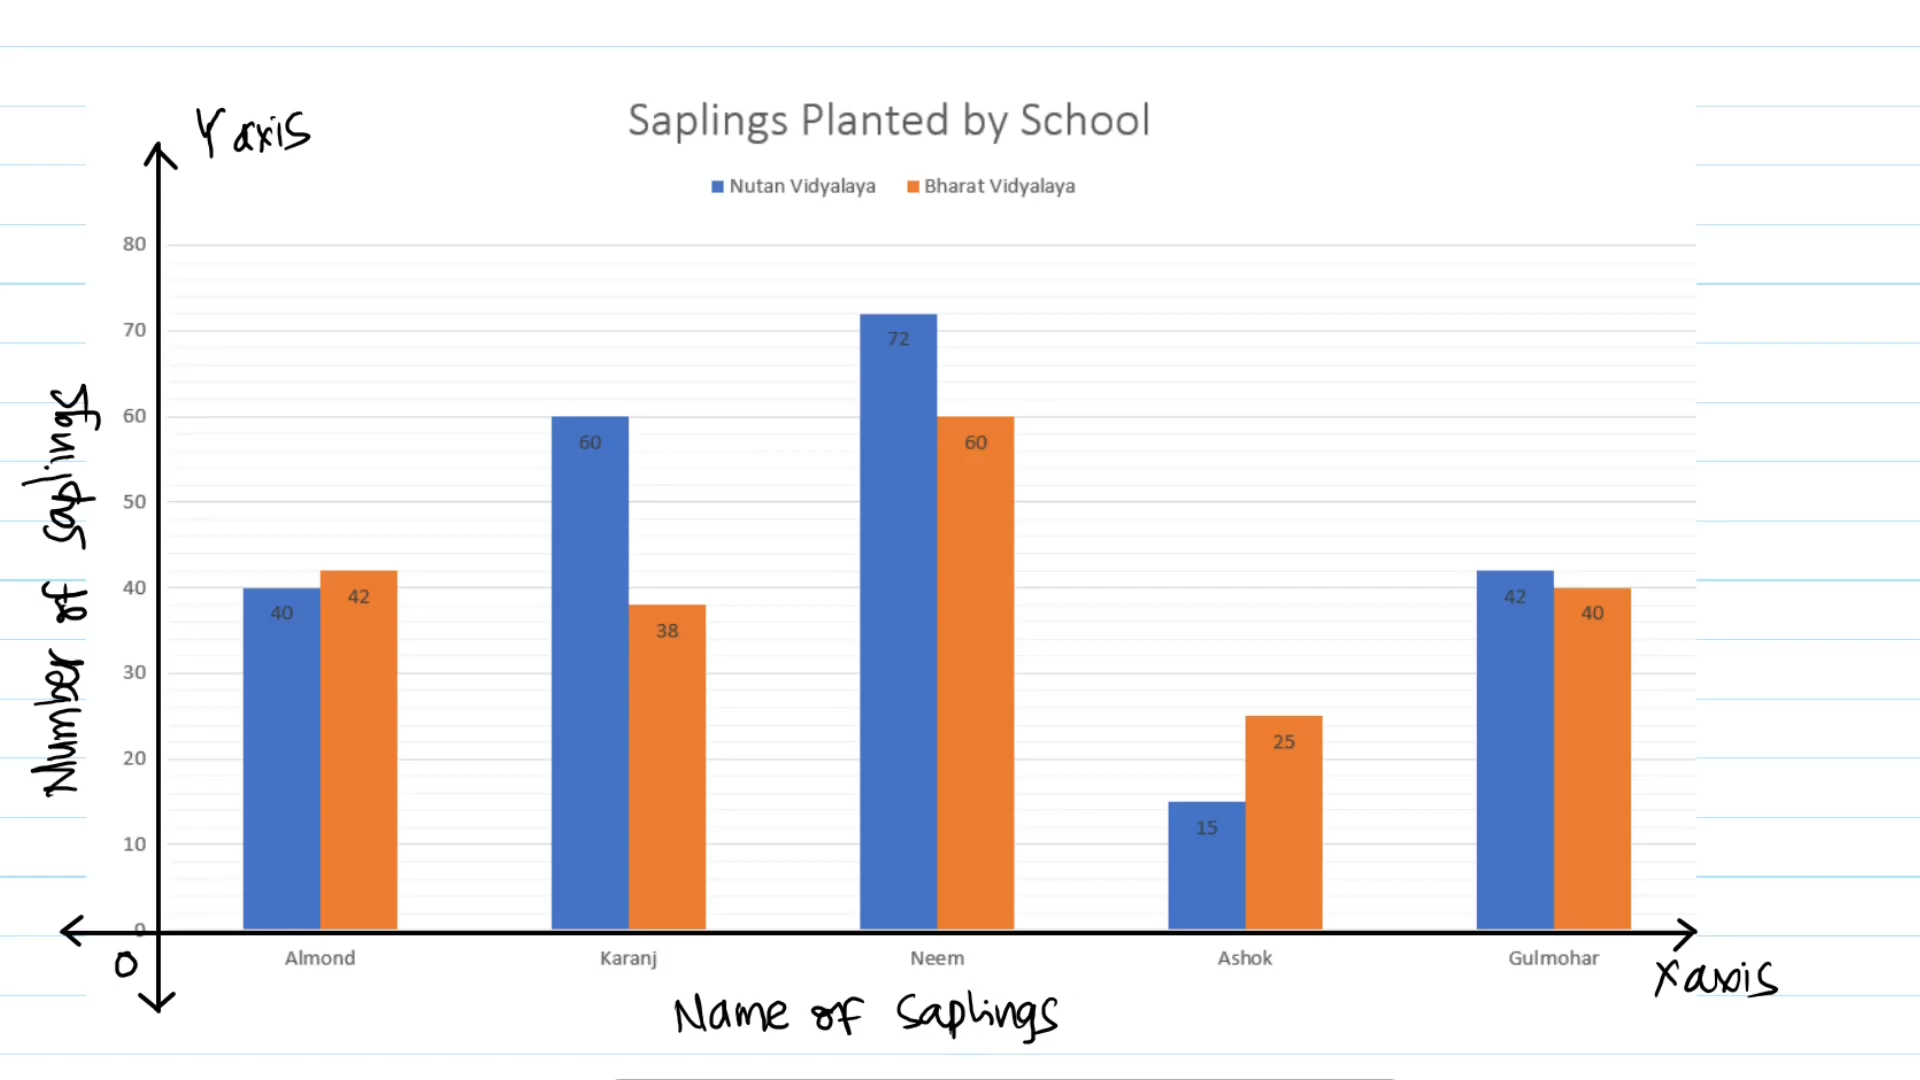 Y axis
Saplings Planted by School
Nutan Vidyalaya Bharat Vidyalaya
80
70
60
50
40
30
20
10
0
Number of saplings
40 42 60 38 72 60 15 25 42 40
Almond Karanj Neem Ashok Gulmohar
0
X axis
Name of Saplings